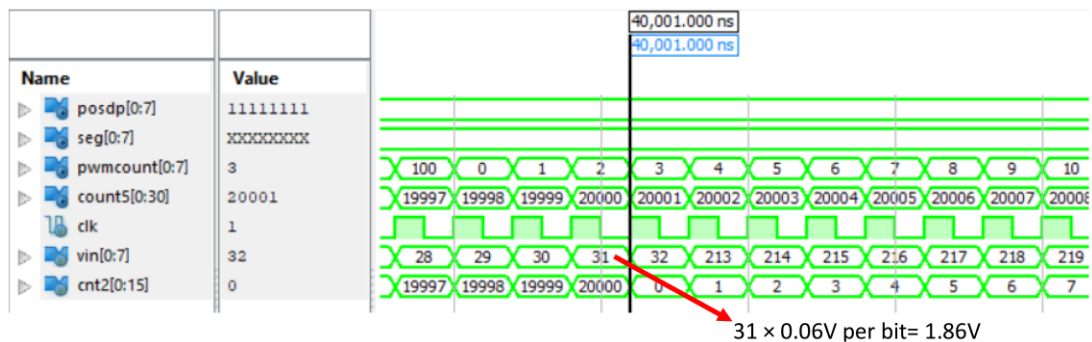 40,001.000 ns
40,001.000 ns
Name Value
posdp[0:7] 11111111
seg[0:7] XXXXXXXX
pwmcount[0:7] 3 100 0 1 2 3 4 5 6 7 8 9 10
count5[0:30] 20001 19997 19998 19999 20000 20001 20002 20003 20004 20005 20006 20007 20008
clk 1
vin[0:7] 32 28 29 30 31 32 213 214 215 216 217 218 219
cnt2[0:15] 0 19997 19998 19999 20000 0 1 2 3 4 5 6 7
31 × 0.06V per bit= 1.86V